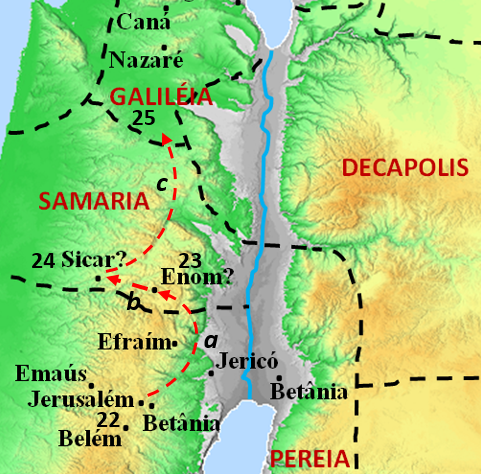 Caná
Nazaré
GALILÉIA
25
DECAPOLIS
c
SAMARIA
24 Sicar?
23
Enom?
b
Efraím
a
Jericó
Emaús
Betânia
Jerusalém
22
Betânia
Belém
PEREIA